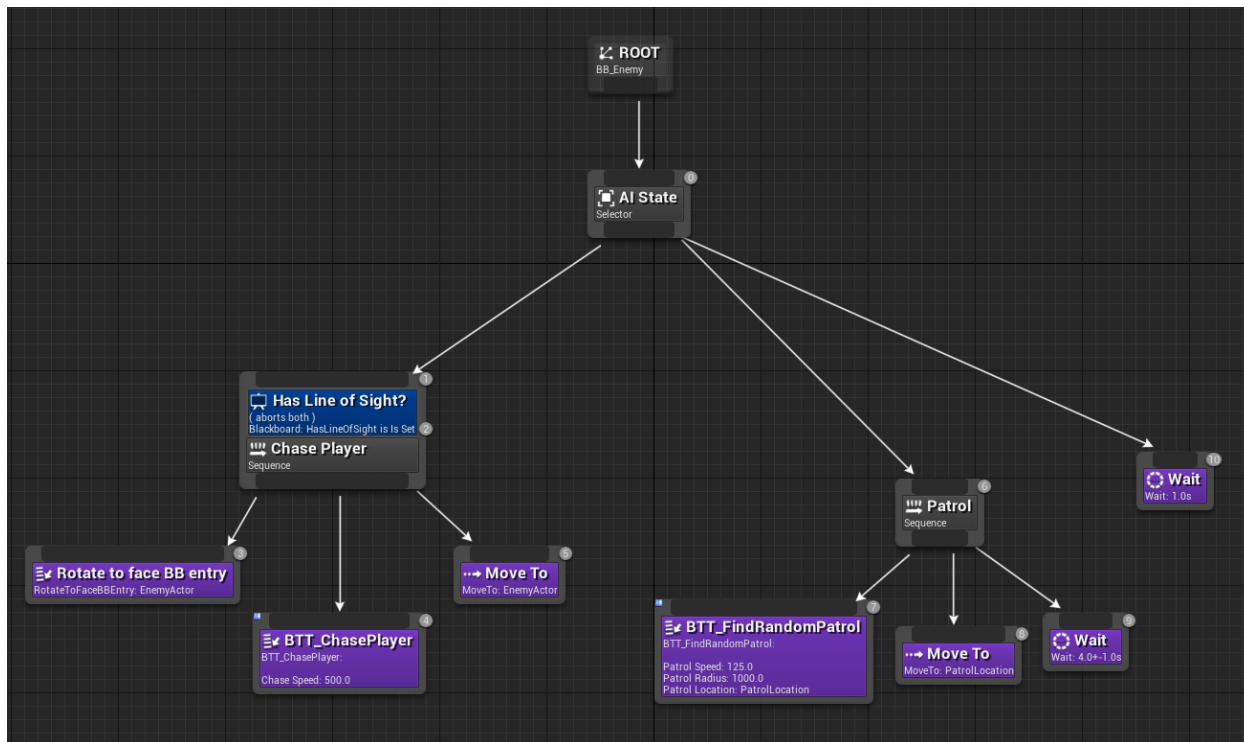 ROOT
BB_Enemy
0
AI State
Selector
1
Has Line of Sight?
( aborts both )
Blackboard: HasLineOfSight is Is Set
2
Chase Player
Sequence
3
Rotate to face BB entry
RotateToFaceBBEntry: EnemyActor
4
BTT_ChasePlayer
BTT_ChasePlayer:
Chase Speed: 500.0
5
Move To
MoveTo: EnemyActor
6
Patrol
Sequence
7
BTT_FindRandomPatrol
BTT_FindRandomPatrol:
Patrol Speed: 125.0
Patrol Radius: 1000.0
Patrol Location: PatrolLocation
8
Move To
MoveTo: PatrolLocation
9
Wait
Wait: 4.0+-1.0s
10
Wait
Wait: 1.0s